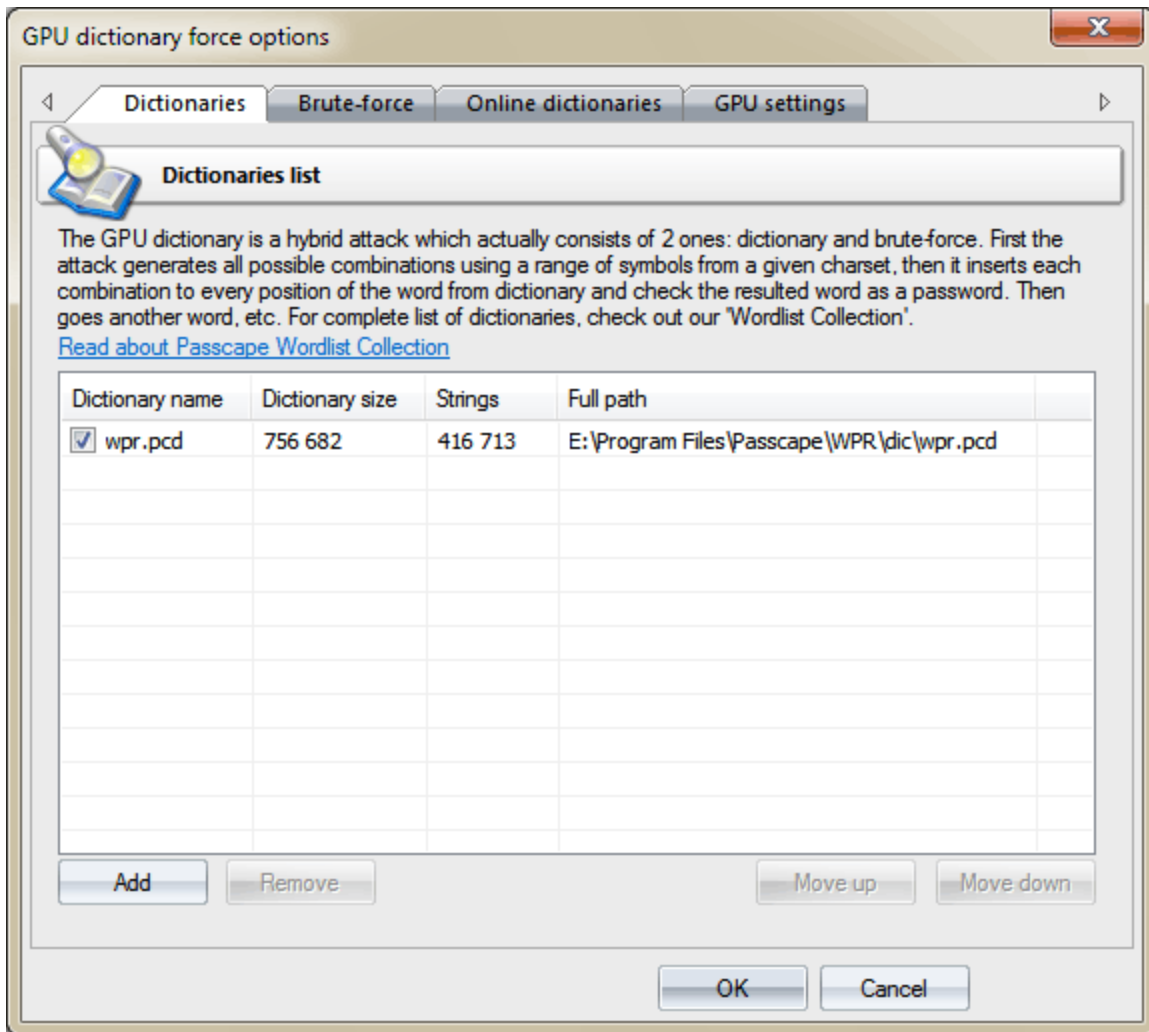 GPU dictionary force options
Dictionaries Brute-force Online dictionaries GPU settings
Dictionaries list
The GPU dictionary is a hybrid attack which actually consists of 2 ones: dictionary and brute-force. First the
attack generates all possible combinations using a range of symbols from a given charset, then it inserts each
combination to every position of the word from dictionary and check the resulted word as a password. Then
goes another word, etc. For complete list of dictionaries, check out our 'Wordlist Collection'.
Read about Passcape Wordlist Collection
Dictionary name Dictionary size Strings Full path
wpr.pcd 756 682 416 713 E:\Program Files\Passcape\WPR\dic\wpr.pcd
Add Remove Move up Move down
OK Cancel